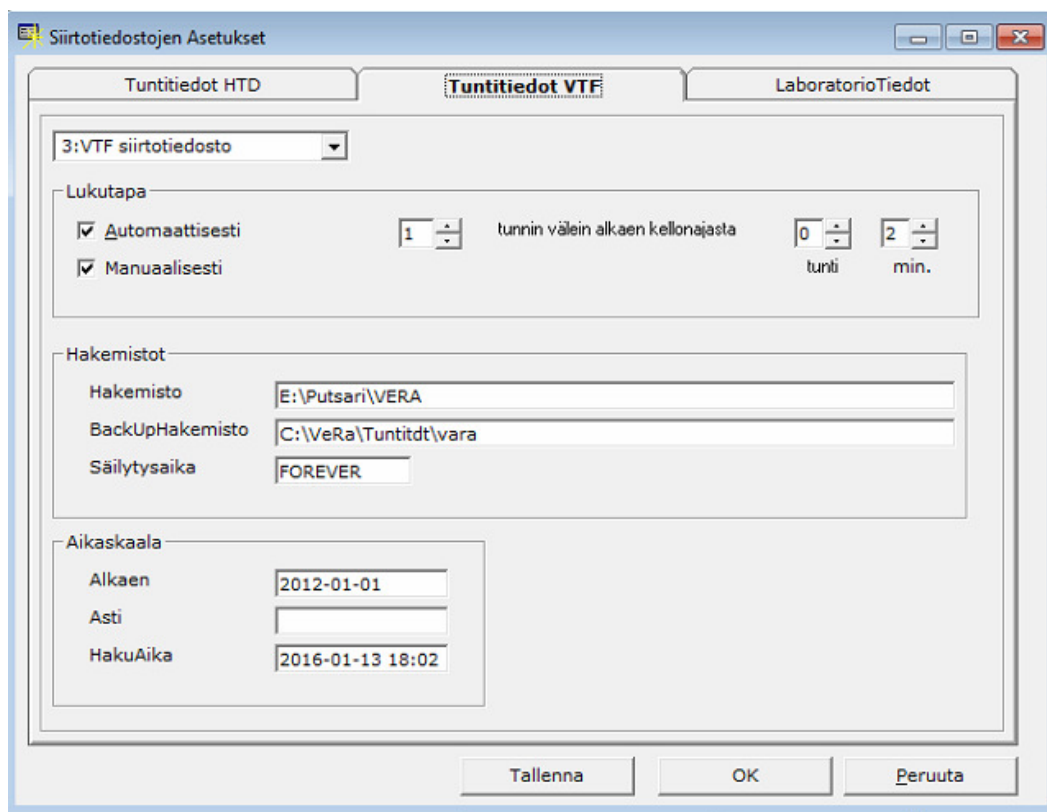 Siirtotiedostojen Asetukset
Tuntitiedot HTD
Tuntitiedot VTF
LaboratorioTiedot
3:VTF siirtotiedosto
Lukutapa
Automaattisesti 1 tunnin välein alkaen kellonajasta 0 2
Manuaalisesti tunti min.
Hakemistot
Hakemisto E:\Putsari\VERA
BackUpHakemisto C:\VeRa\Tuntitdt\vara
Säilytysaika FOREVER
Aikaskaala
Alkaen 2012-01-01
Asti
HakuAika 2016-01-13 18:02
Tallenna OK Peruuta